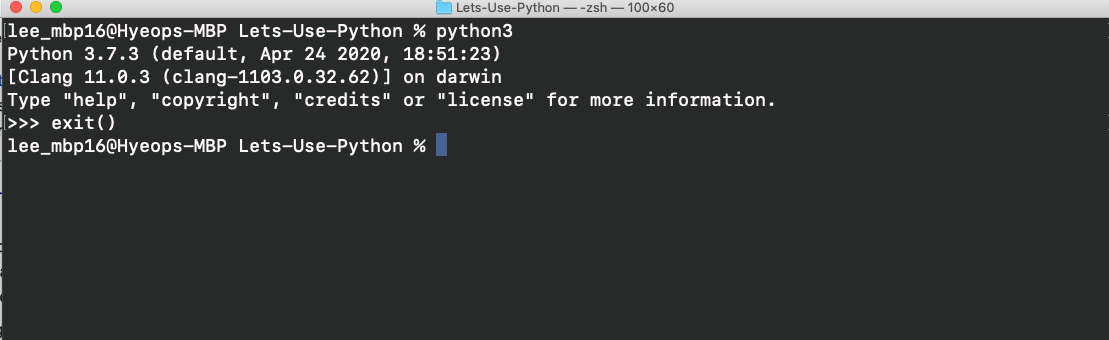 Lets-Use-Python — -zsh — 100×60
[lee_mbp16@Hyeops-MBP Lets-Use-Python % python3
Python 3.7.3 (default, Apr 24 2020, 18:51:23)
[Clang 11.0.3 (clang-1103.0.32.62)] on darwin
Type "help", "copyright", "credits" or "license" for more information.
[>>> exit()
lee_mbp16@Hyeops-MBP Lets-Use-Python %